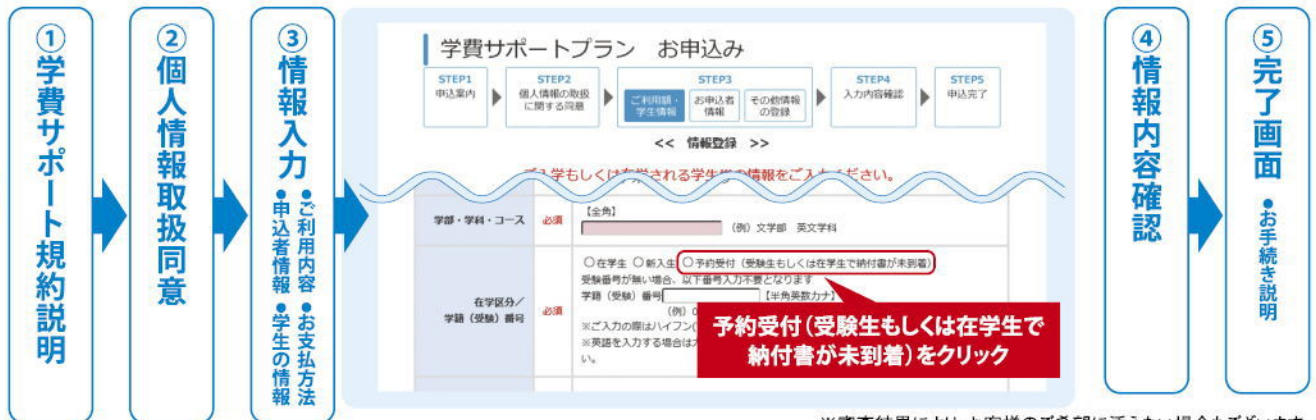 ①学費サポート規約説明
②個人情報取扱同意
③情報入力
●ご利用内容 ●お支払方法
●申込者情報 ●学生の情報
学費サポートプラン お申込み
STEP1
申込案内
STEP2
個人情報の取扱
に関する同意
STEP3
ご利用額・
学生情報
お申込者
情報
その他情報
の登録
STEP4
入力内容確認
STEP5
申込完了
<< 情報登録 >>
学部・学科・コース 必須
【全角】
(例) 文学部 英文学科
在学区分/
学籍(受験)番号
必須
○在学生 ○新入生 ○予約受付(受験生もしくは在学生で納付書が未到着)
受験番号が無い場合、以下番号入力不要となります
学籍(受験)番号 【半角英数カナ】
(例)
※ご入力の際はハイフン(
※英語を入力する場合は
い。
予約受付(受験生もしくは在学生で
納付書が未到着)をクリック
④情報内容確認
⑤完了画面
●お手続き説明